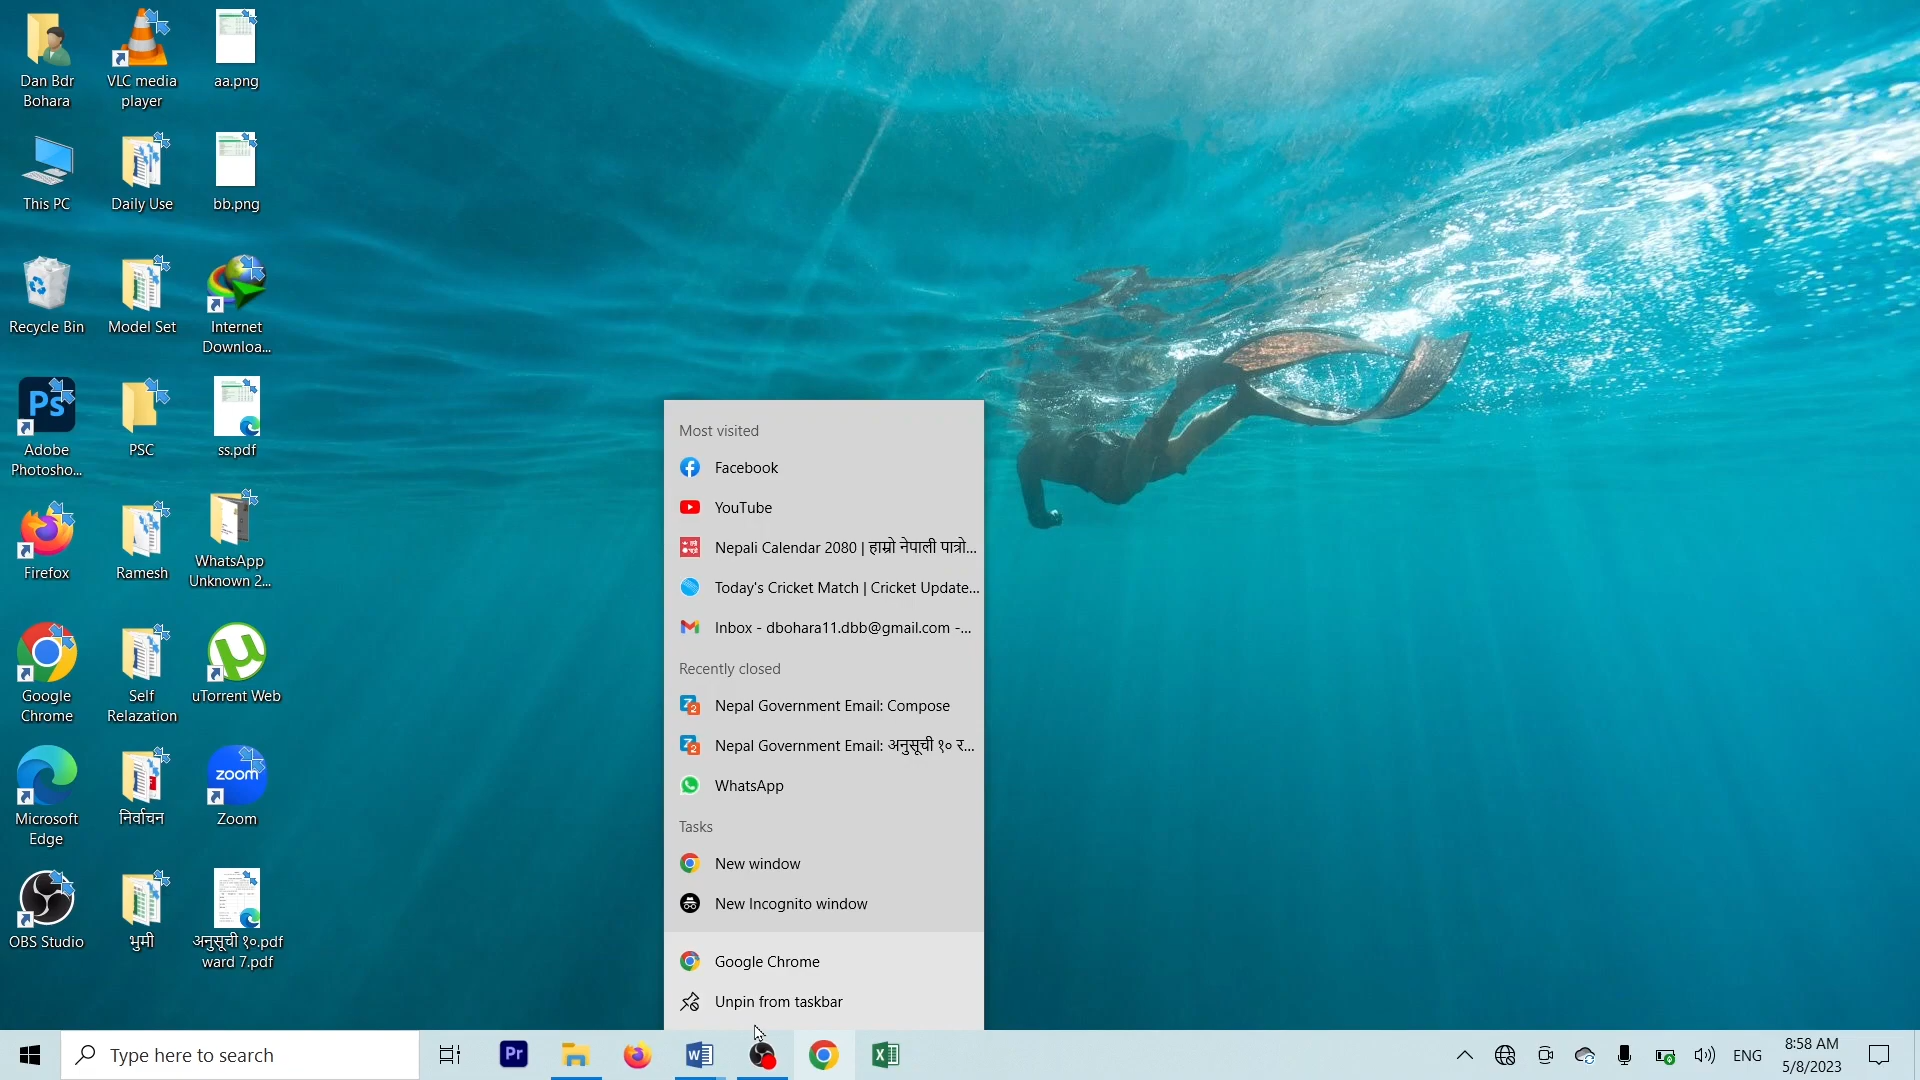 Dan Bdr
Bohara
VLC media
player
aa.png
This PC
Daily Use
bb.png
Recycle Bin
Model Set
Internet
Downloa...
Ps
Adobe
Photosho...
PSC
ss.pdf
Firefox
Ramesh
WhatsApp
Unknown 2...
Google
Chrome
Self
Relazation
uTorrent Web
Microsoft
Edge
निर्वाचन
zoom
Zoom
OBS Studio
भुमी
अनुसूची १०.pdf
ward 7.pdf
Most visited
Facebook
YouTube
Nepali Calendar 2080 | हाम्रो नेपाली पात्रो...
Today's Cricket Match | Cricket Update...
Inbox - dbohara11.dbb@gmail.com -...
Recently closed
Nepal Government Email: Compose
Nepal Government Email: अनुसूची १० र...
WhatsApp
Tasks
New window
New Incognito window
Google Chrome
Unpin from taskbar
Type here to search
Pr
ENG
8:58 AM
5/8/2023